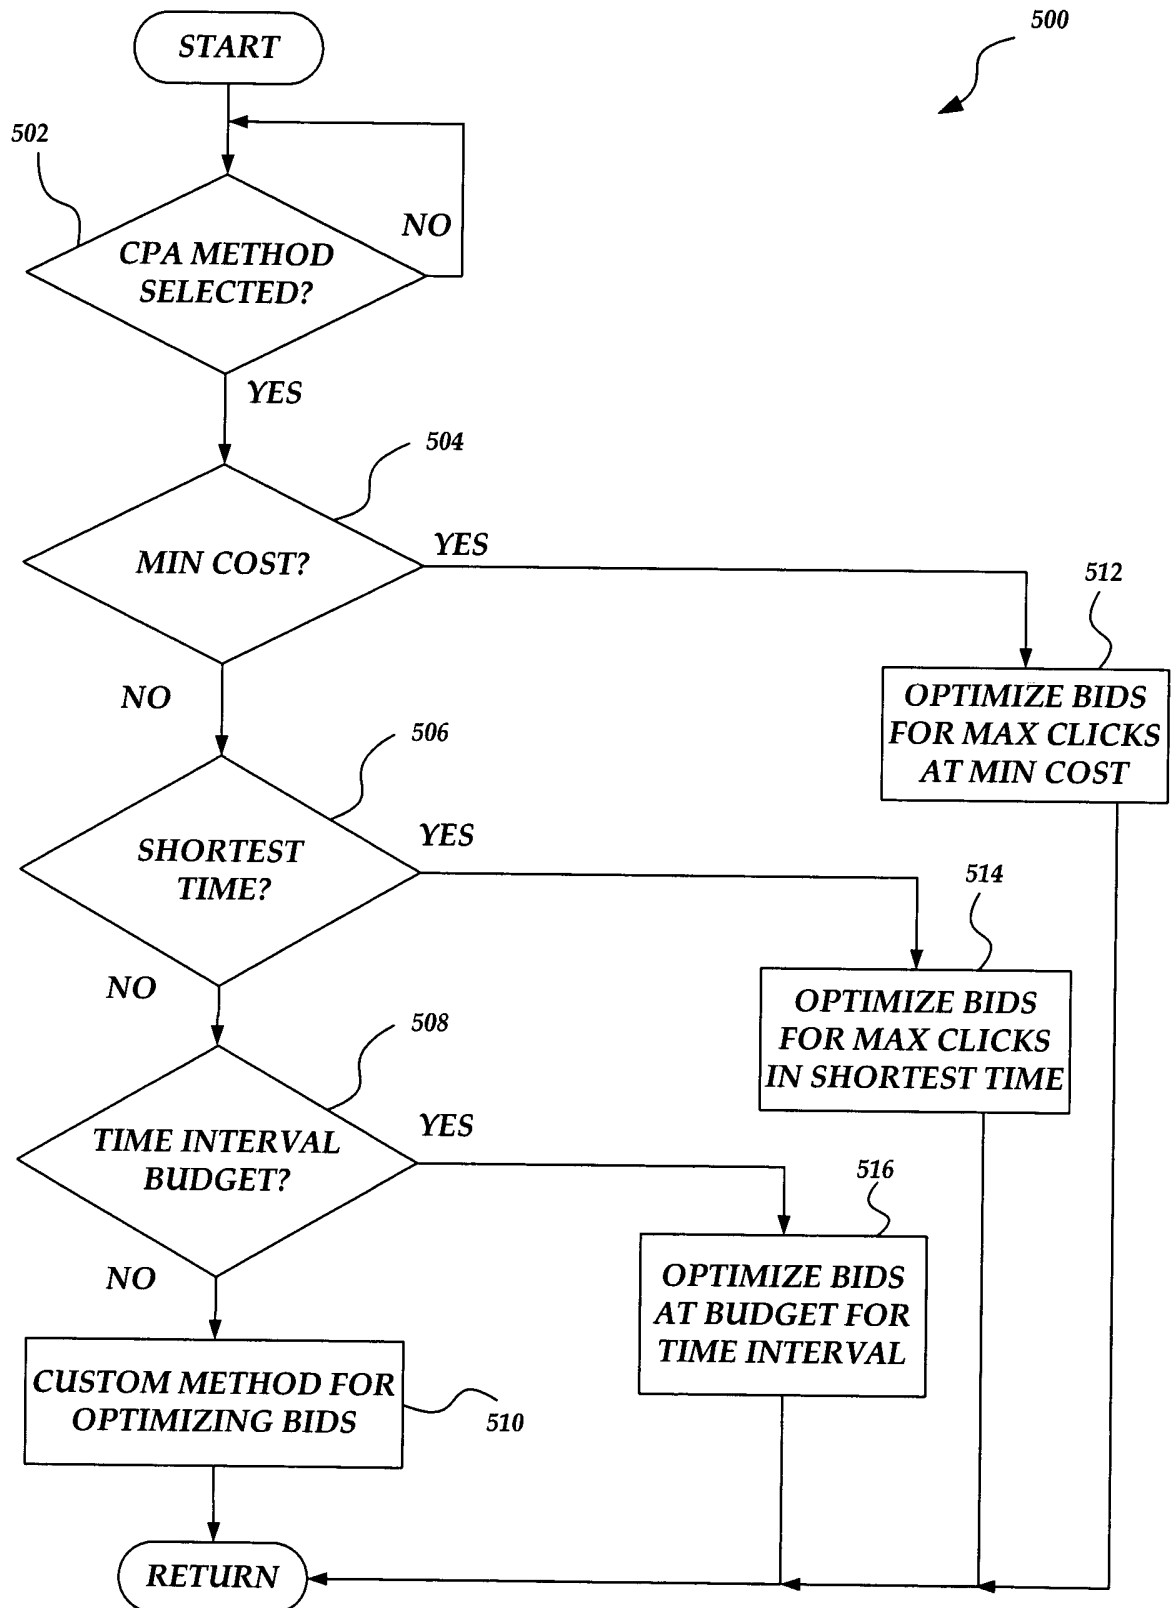 START
500
502
NO
CPA METHOD
SELECTED?
YES
504
MIN COST?
YES
512
NO
OPTIMIZE BIDS
FOR MAX CLICKS
AT MIN COST
506
SHORTEST
TIME?
YES
514
NO
OPTIMIZE BIDS
FOR MAX CLICKS
IN SHORTEST TIME
508
TIME INTERVAL
BUDGET?
YES
516
NO
OPTIMIZE BIDS
AT BUDGET FOR
TIME INTERVAL
CUSTOM METHOD FOR
OPTIMIZING BIDS
510
RETURN